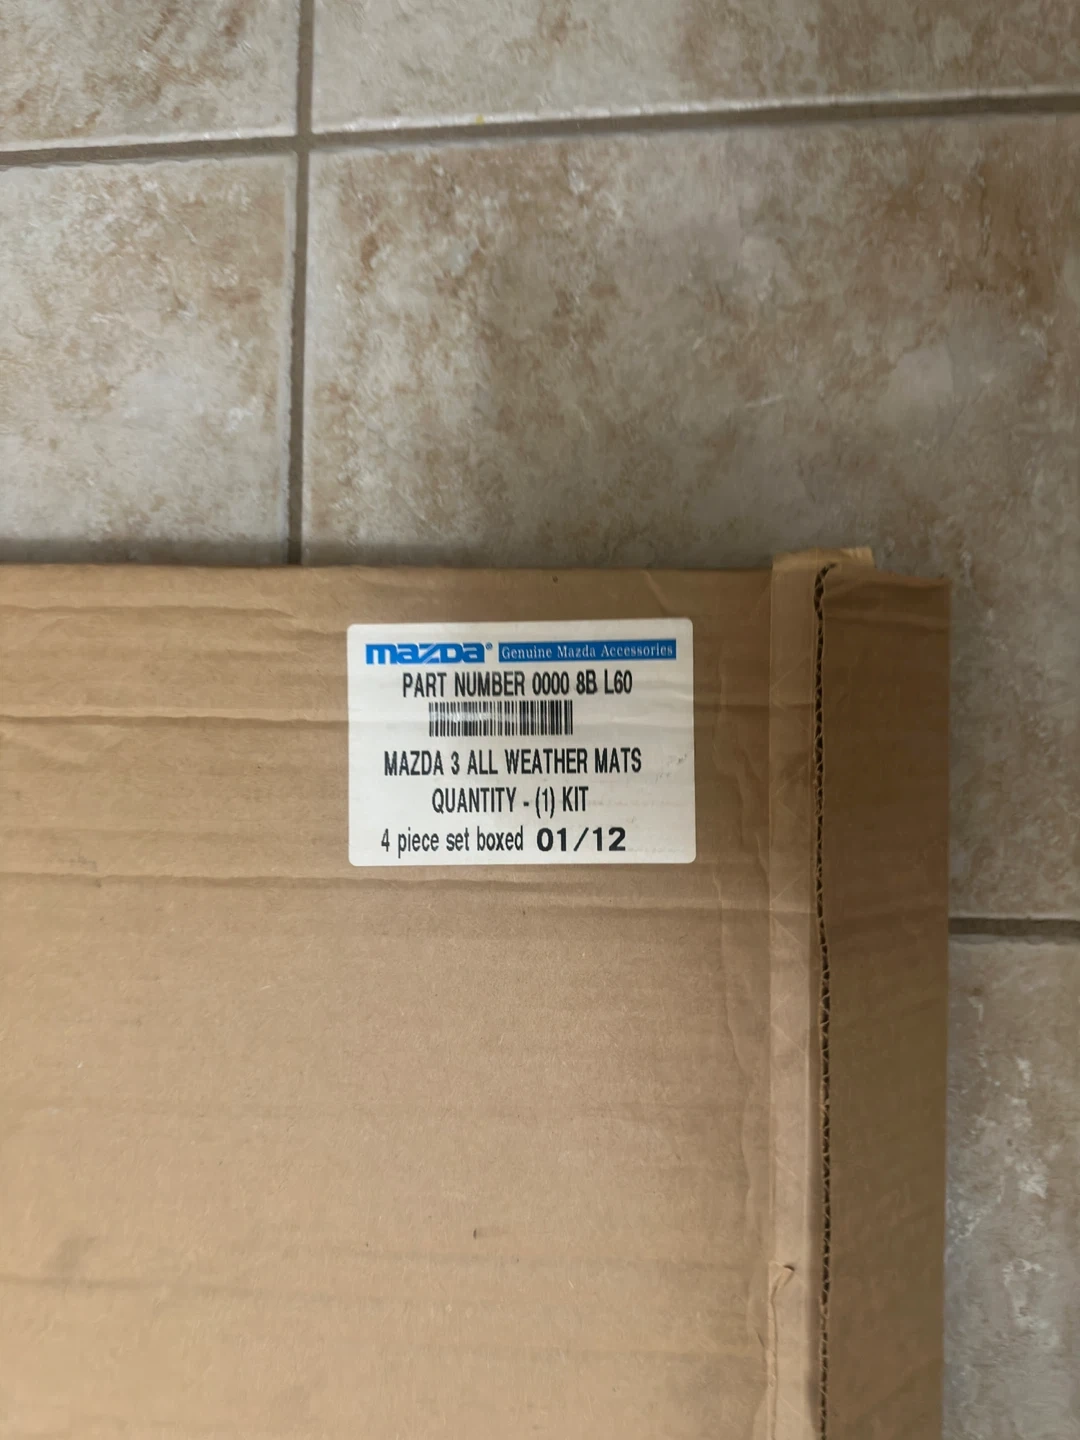 mazda® Genuine Mazda Accessories
PART NUMBER 0000 8B L60
MAZDA 3 ALL WEATHER MATS
QUANTITY - (1) KIT
4 piece set boxed 01/12